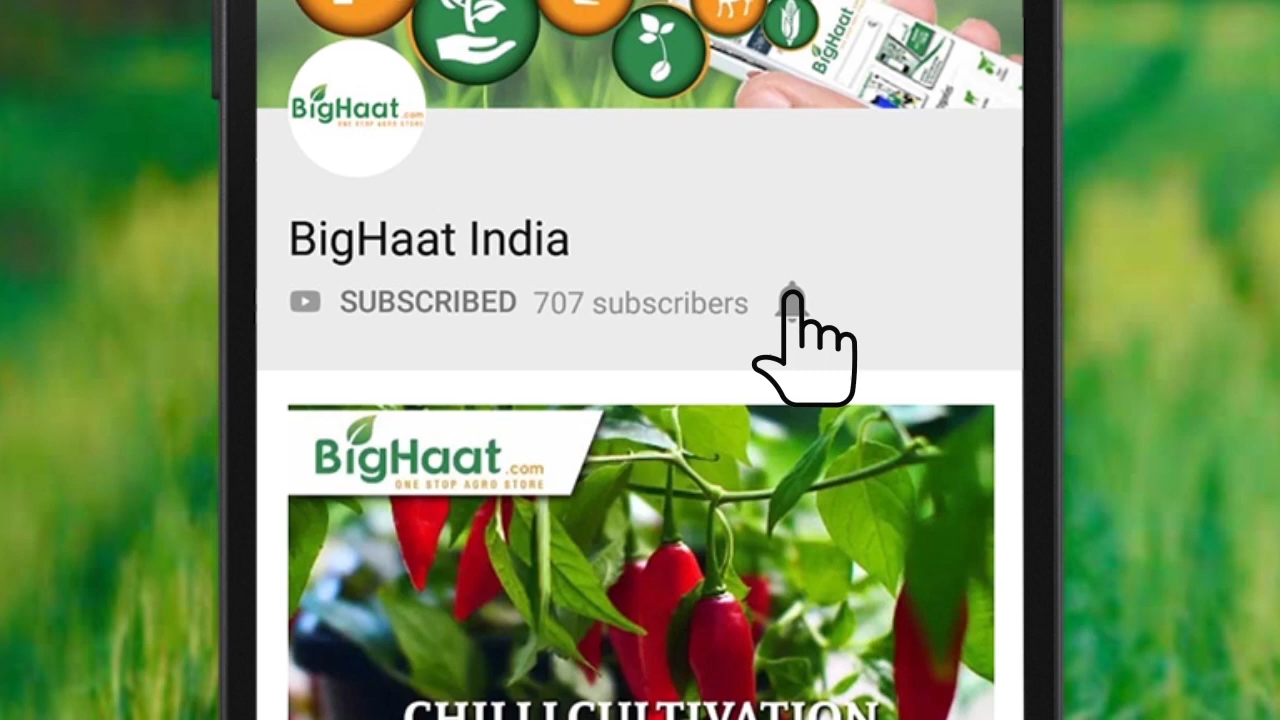 BigHaat
BigHaat.com
ONE STOP AGRO STORE
BigHaat India
SUBSCRIBED 707 subscribers
BigHaat.com
ONE STOP AGRO STORE
CHILLI CULTIVATION